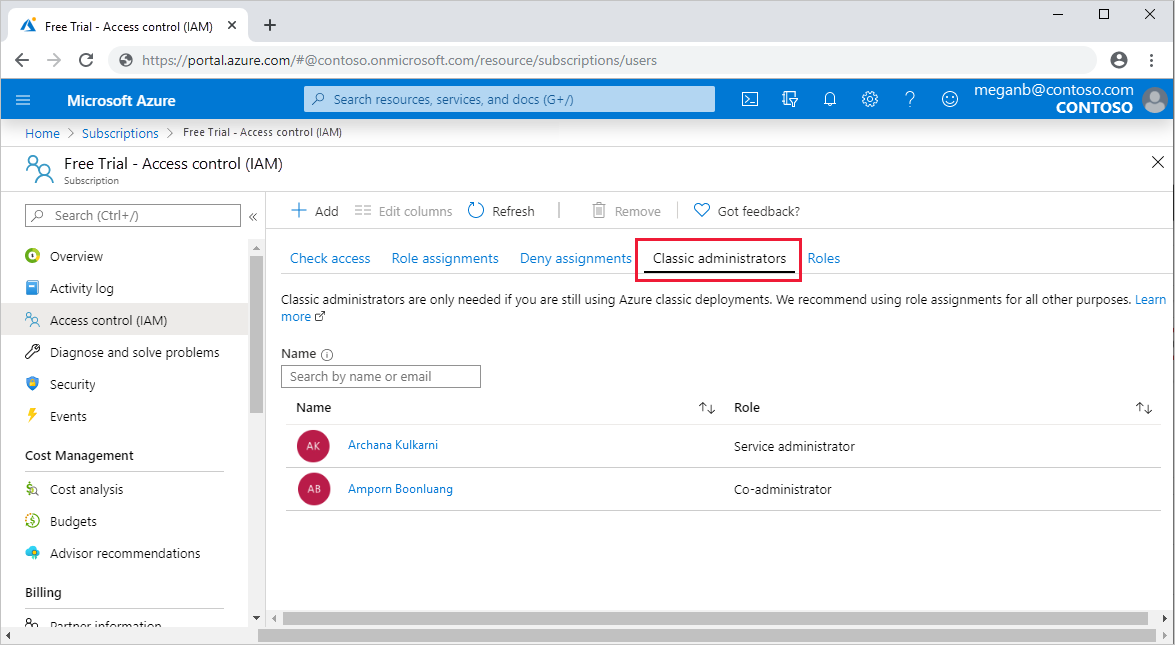 Free Trial - Access control (IAM)
https://portal.azure.com/#@contoso.onmicrosoft.com/resource/subscriptions/users
Microsoft Azure
Search resources, services, and docs (G+/)
meganb@contoso.com
CONTOSO
Home > Subscriptions > Free Trial - Access control (IAM)
Free Trial - Access control (IAM)
Subscription
Search (Ctrl+/)
Overview
Activity log
Access control (IAM)
Diagnose and solve problems
Security
Events
Cost Management
Cost analysis
Budgets
Advisor recommendations
Billing
Partner information
Add Edit columns Refresh Remove Got feedback?
Check access Role assignments Deny assignments Classic administrators Roles
Classic administrators are only needed if you are still using Azure classic deployments. We recommend using role assignments for all other purposes. Learn
more
Name
Search by name or email
Name Role
AK Archana Kulkarni Service administrator
AB Amporn Boonluang Co-administrator